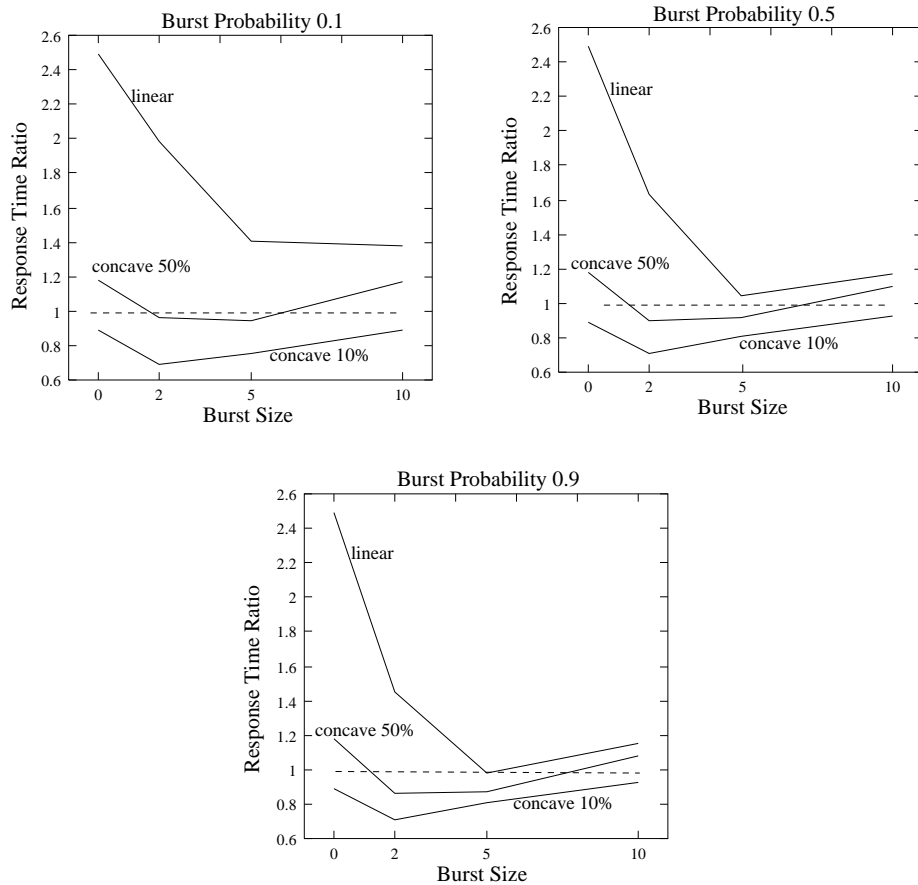 Burst Probability 0.1
2.6
2.4
2.2
2
1.8
1.6
1.4
1.2
1
0.8
0.6
Response Time Ratio
linear
concave 50%
concave 10%
0 2 5 10
Burst Size
Burst Probability 0.5
2.6
2.4
2.2
2
1.8
1.6
1.4
1.2
1
0.8
0.6
Response Time Ratio
linear
concave 50%
concave 10%
0 2 5 10
Burst Size
Burst Probability 0.9
2.6
2.4
2.2
2
1.8
1.6
1.4
1.2
1
0.8
0.6
Response Time Ratio
linear
concave 50%
concave 10%
0 2 5 10
Burst Size